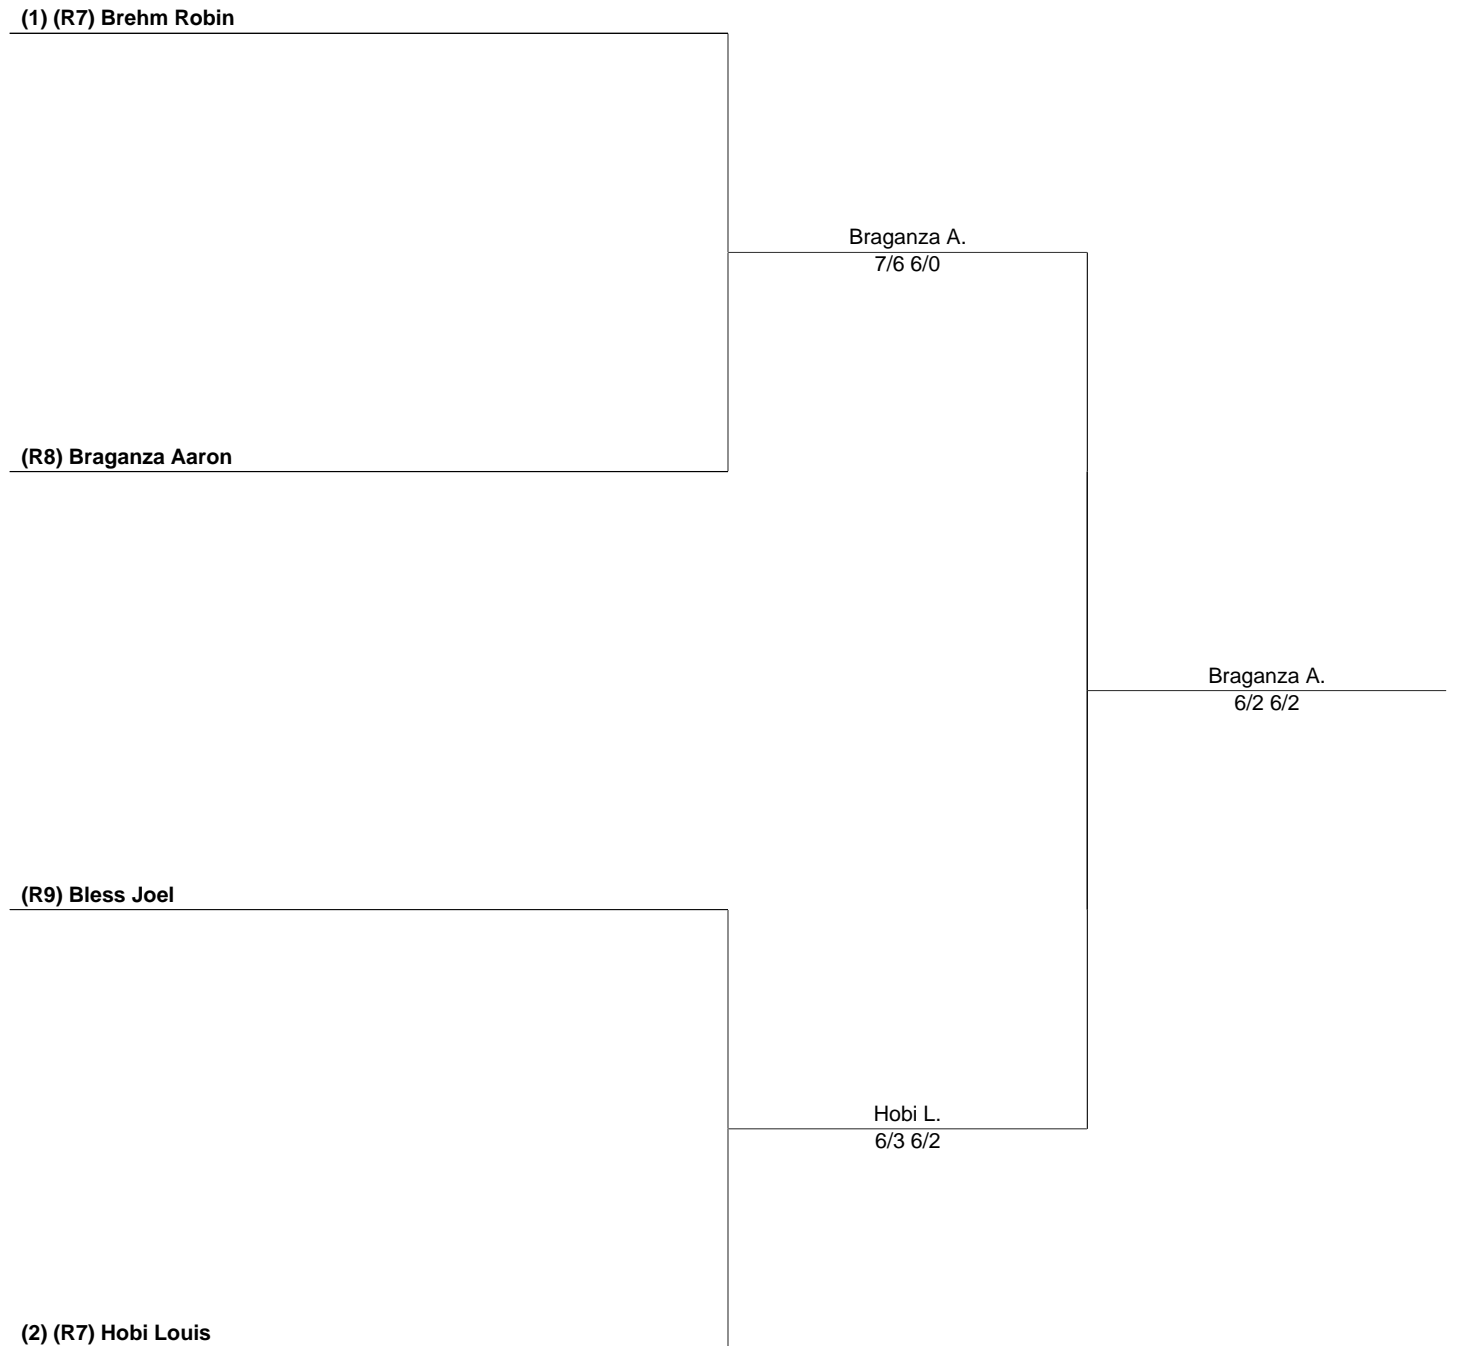 (1) (R7) Brehm Robin
Braganza A.
7/6 6/0
(R8) Braganza Aaron
Braganza A.
6/2 6/2
(R9) Bless Joel
Hobi L.
6/3 6/2
(2) (R7) Hobi Louis